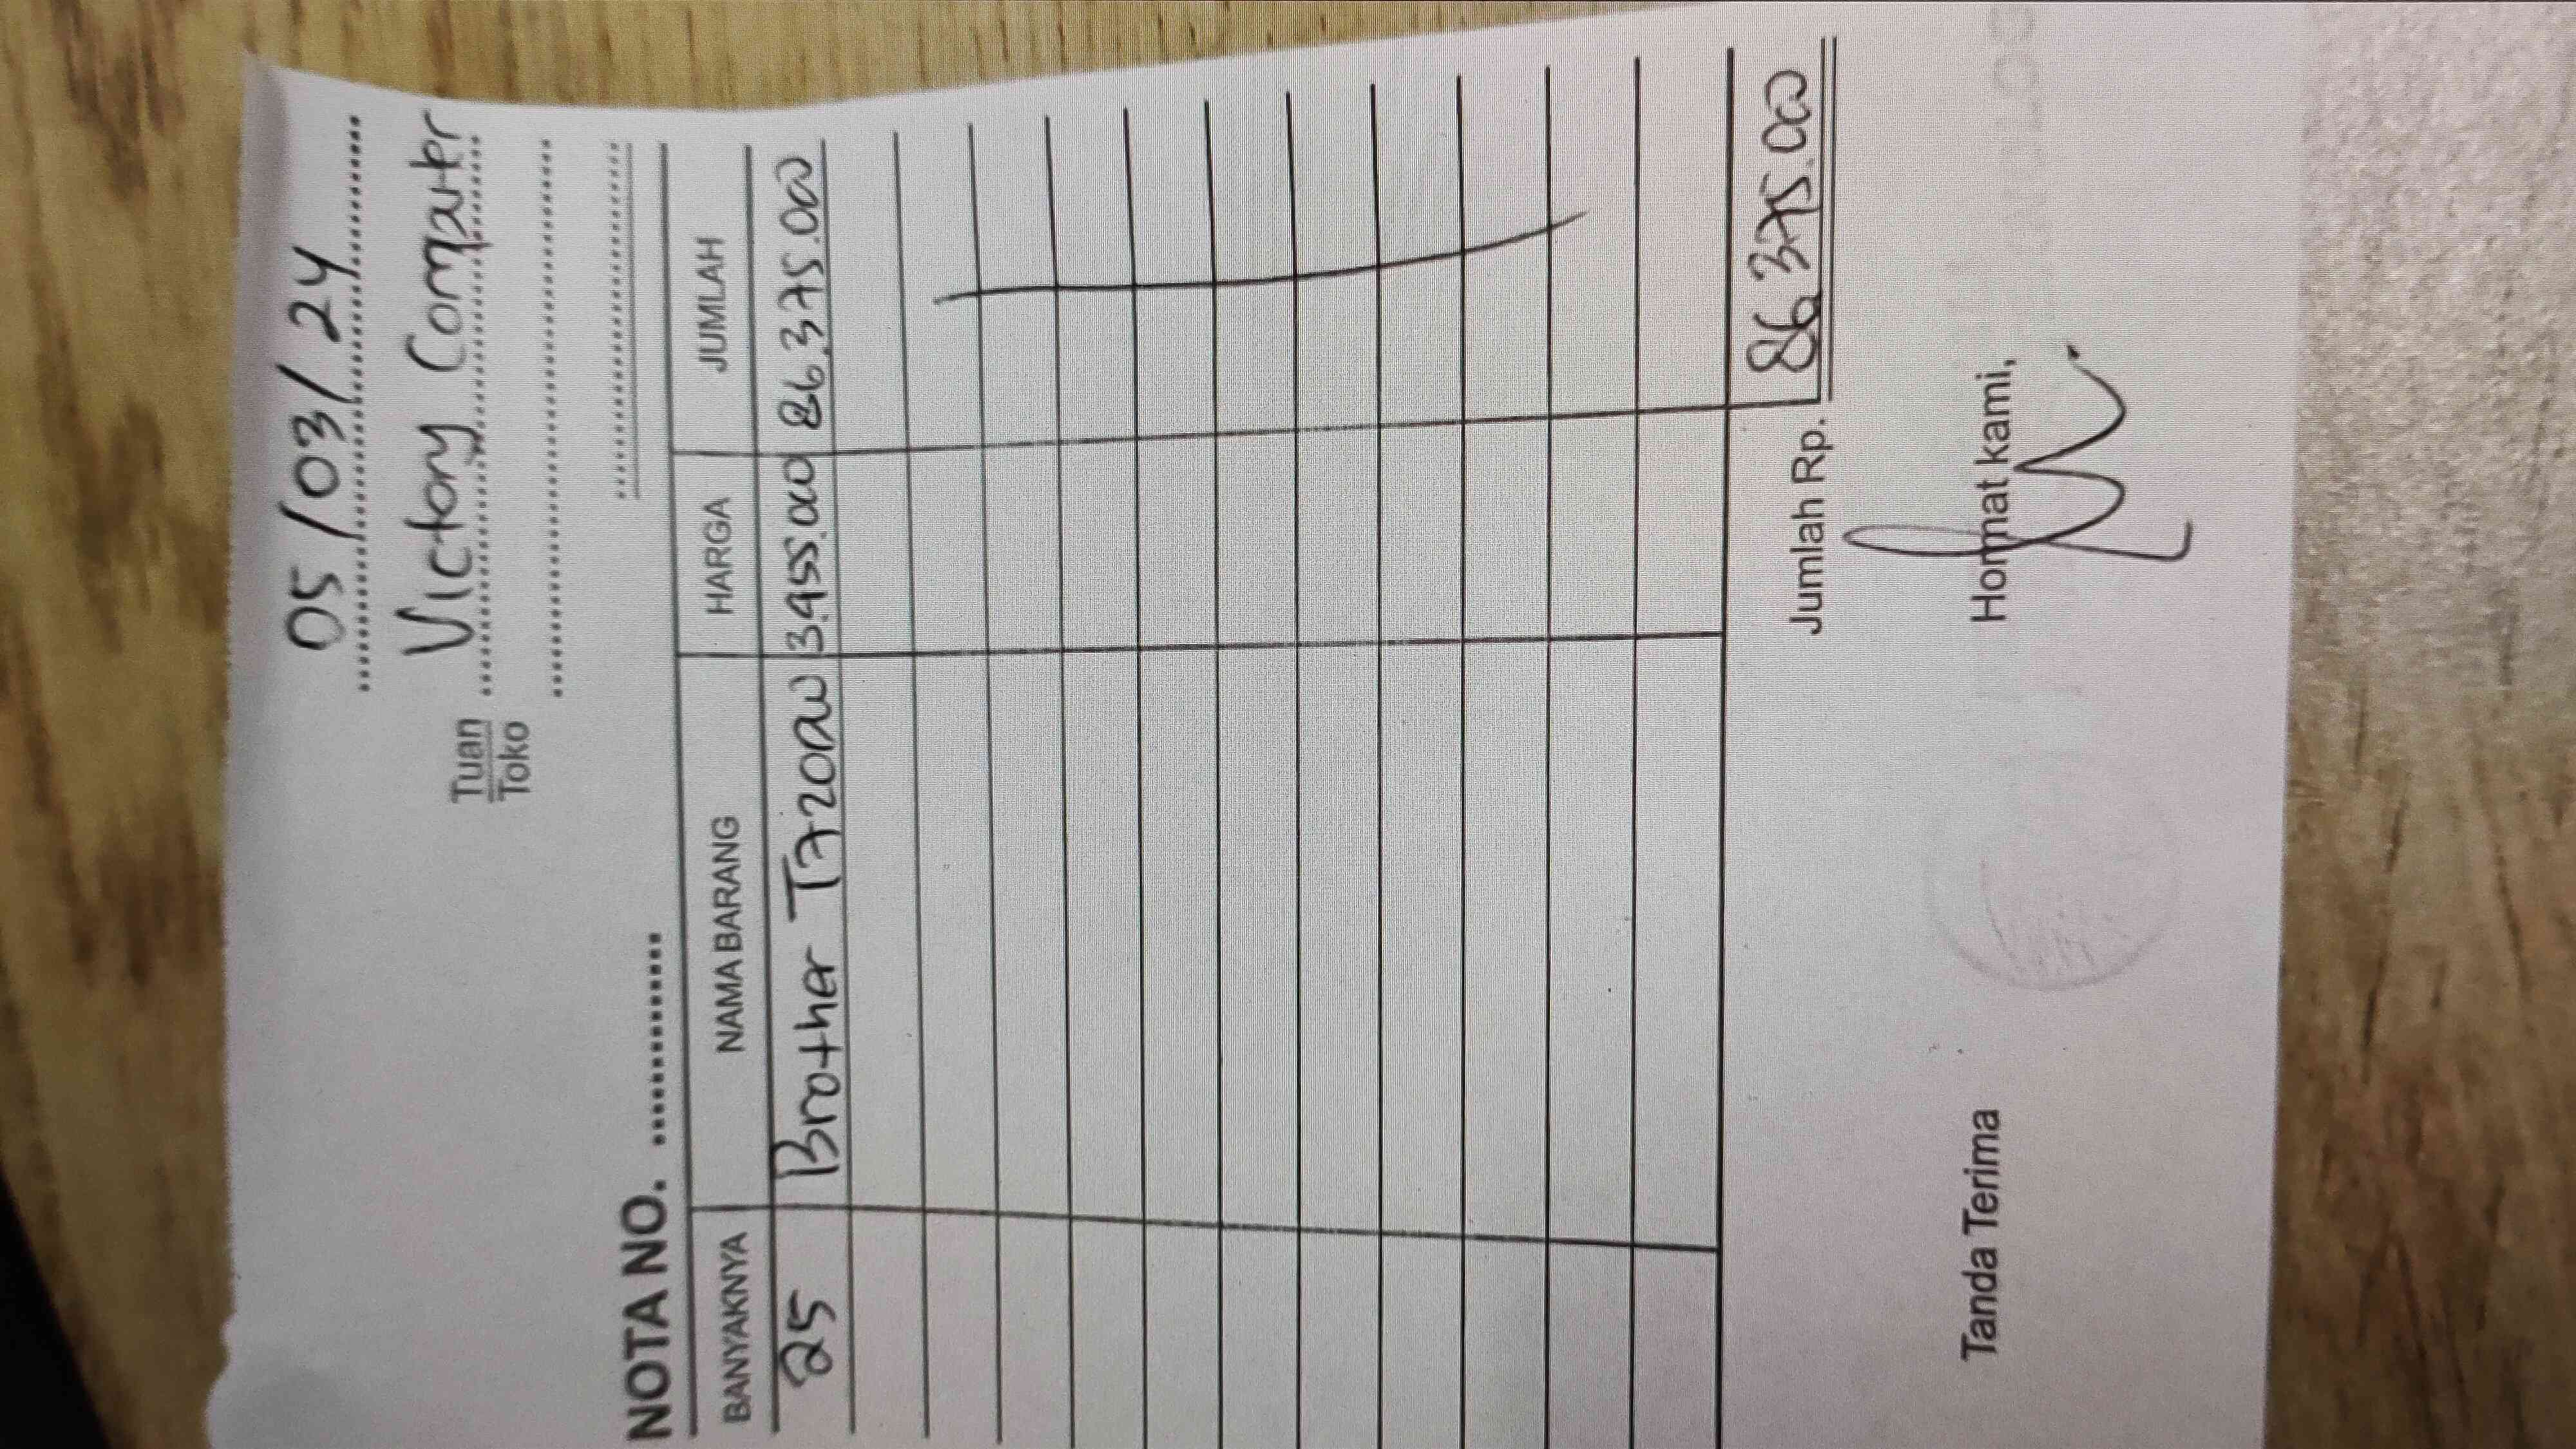 05/03/24
Tuan Victory Computer
Toko
NOTA NO. ............
BANYAKNYA NAMA BARANG HARGA JUMLAH
25 Brother T720DW 3.455.000 86.375.000
Jumlah Rp. 86.375.000
Tanda Terima Hormat kami,